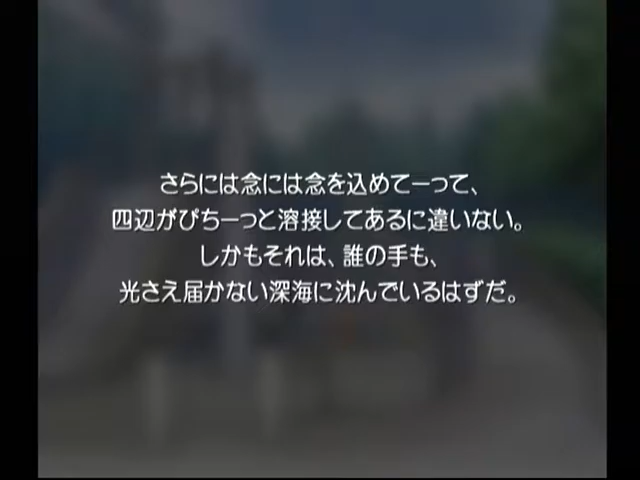 さらには念には念を込めてーって、
四辺がぴちーっと溶接してあるに違いない。
しかもそれは、誰の手も、
光さえ届かない深海に沈んでいるはずだ。